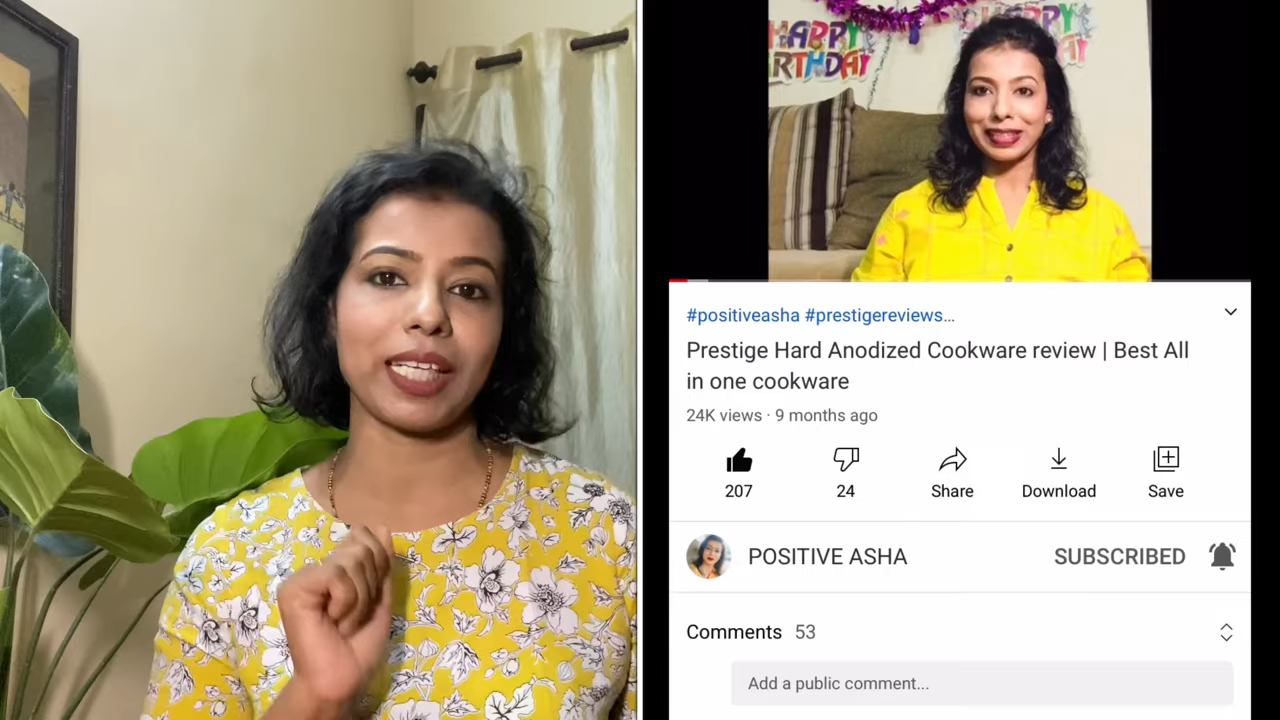 HAPPY
BIRTHDAY
HAPPY
#positiveasha #prestigereviews...
Prestige Hard Anodized Cookware review | Best All
in one cookware
24K views · 9 months ago
207
24
Share
Download
Save
POSITIVE ASHA
SUBSCRIBED
Comments 53
Add a public comment...